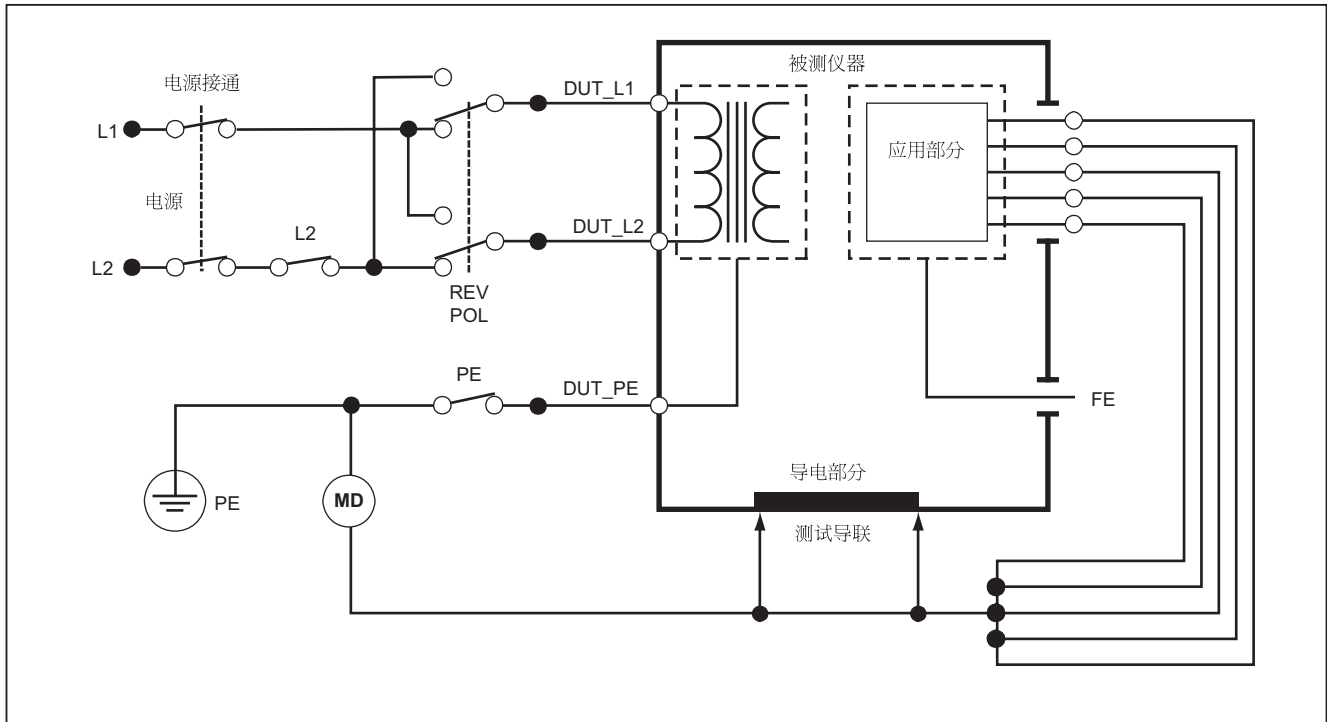 电源接通
被测仪器
DUT_L1
L1
应用部分
电源
L2
DUT_L2
L2
REV
POL
PE
DUT_PE
FE
导电部分
PE
MD
测试导联